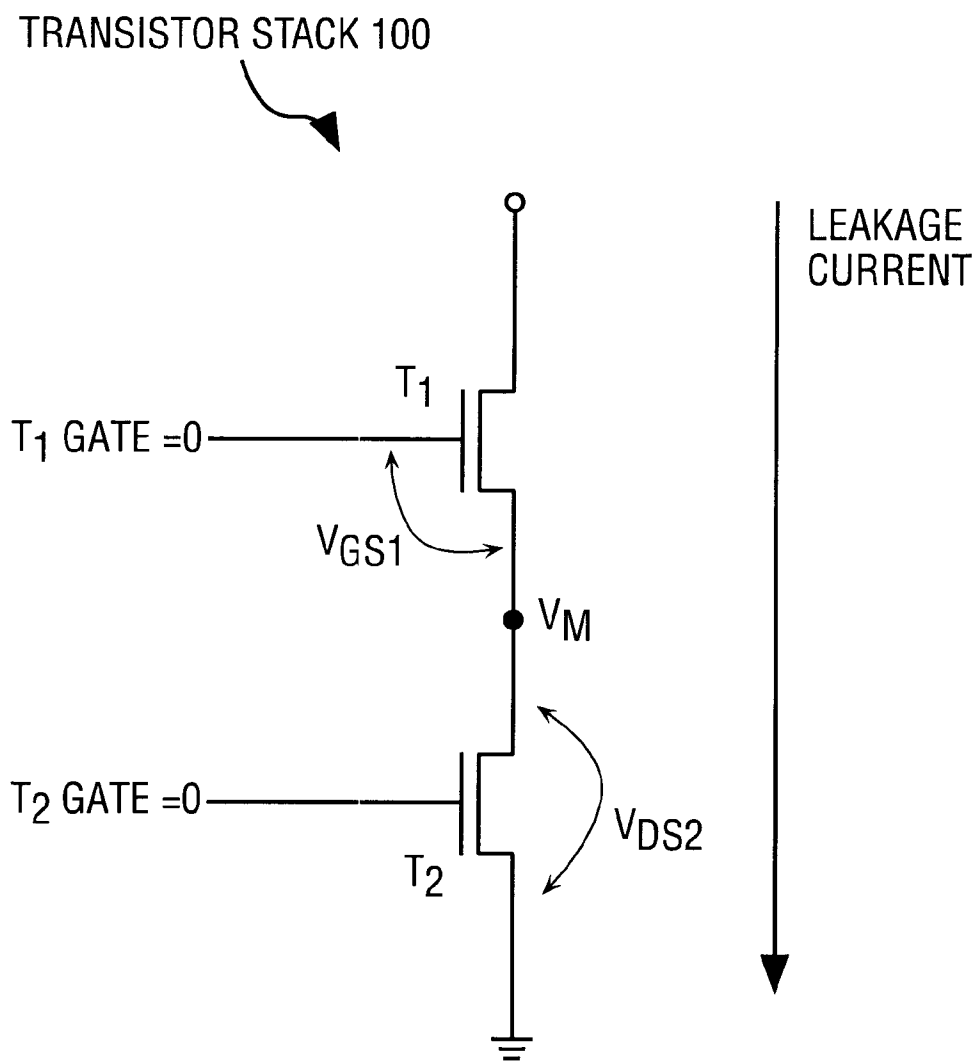 TRANSISTOR STACK 100
LEAKAGE
CURRENT
T1
T1 GATE =0
VGS1
VM
T2 GATE =0
VDS2
T2